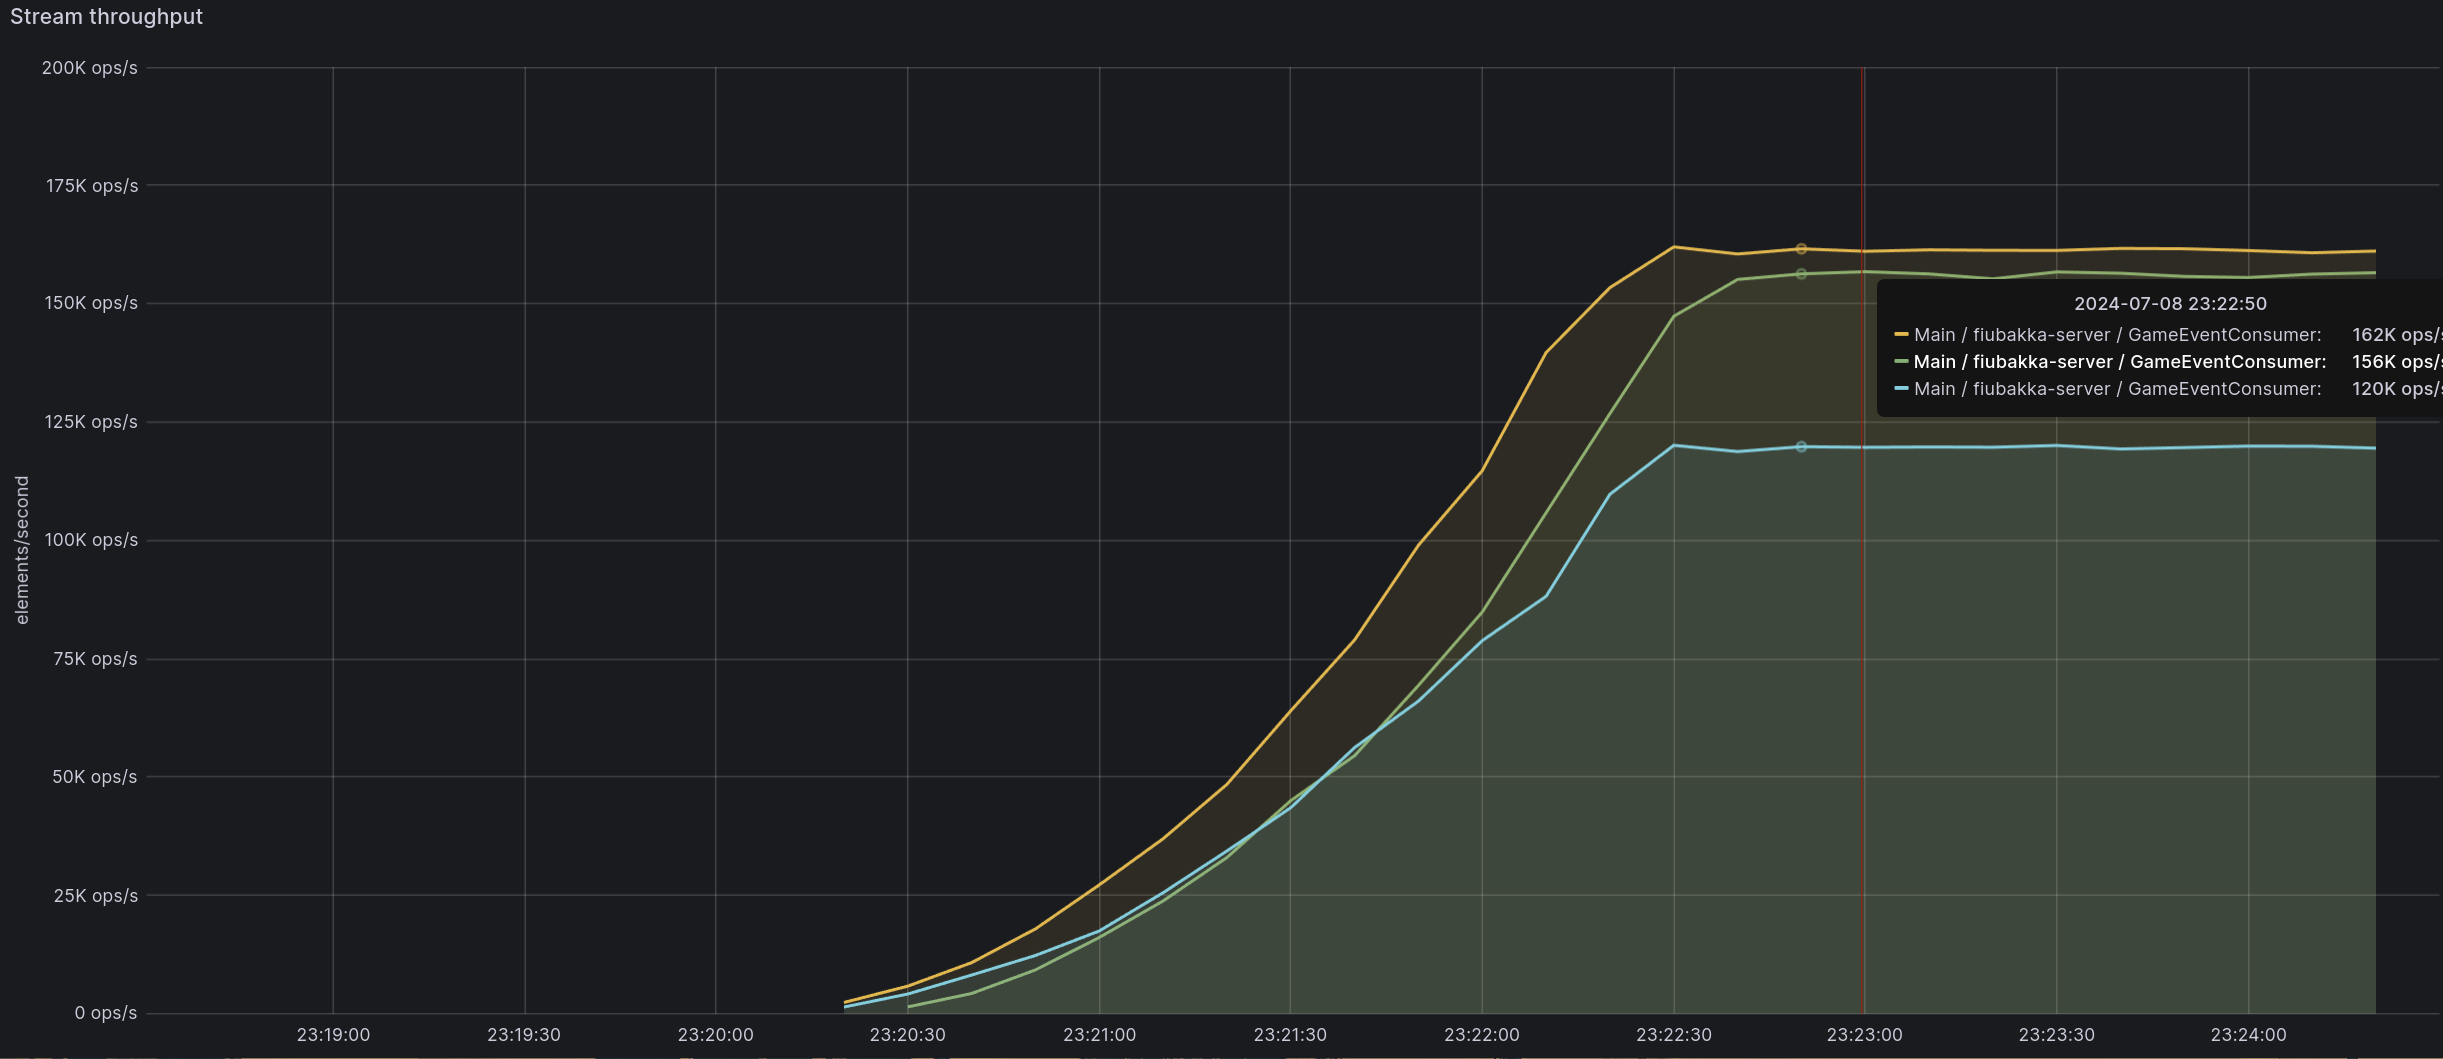 Stream throughput
200K ops/s
175K ops/s
150K ops/s
125K ops/s
100K ops/s
75K ops/s
50K ops/s
25K ops/s
0 ops/s
elements/second
2024-07-08 23:22:50
Main / fiubakka-server / GameEventConsumer: 162K ops/s
Main / fiubakka-server / GameEventConsumer: 156K ops/s
Main / fiubakka-server / GameEventConsumer: 120K ops/s
23:19:00 23:19:30 23:20:00 23:20:30 23:21:00 23:21:30 23:22:00 23:22:30 23:23:00 23:23:30 23:24:00